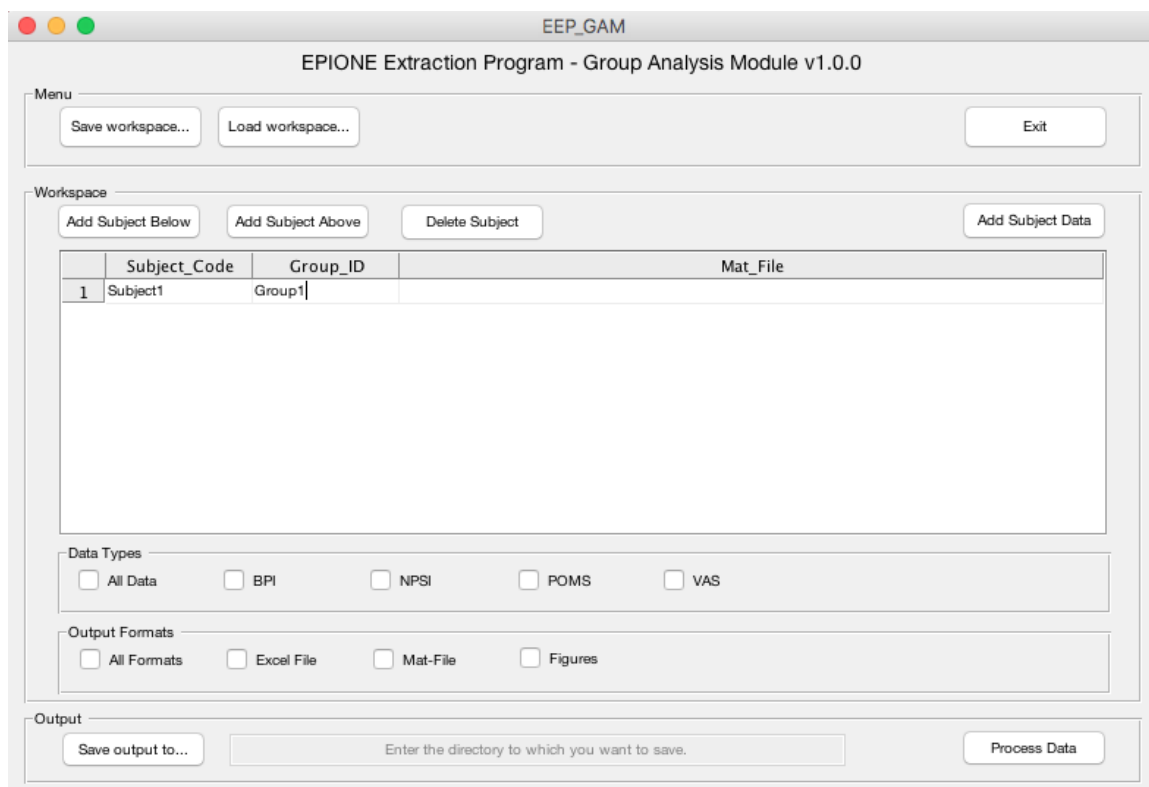 EEP_GAM
EPIONE Extraction Program - Group Analysis Module v1.0.0
Menu
Save workspace... Load workspace... Exit
Workspace
Add Subject Below Add Subject Above Delete Subject Add Subject Data
Subject_Code Group_ID Mat_File
1 Subject1 Group1
Data Types
All Data BPI NPSI POMS VAS
Output Formats
All Formats Excel File Mat-File Figures
Output
Save output to... Enter the directory to which you want to save. Process Data